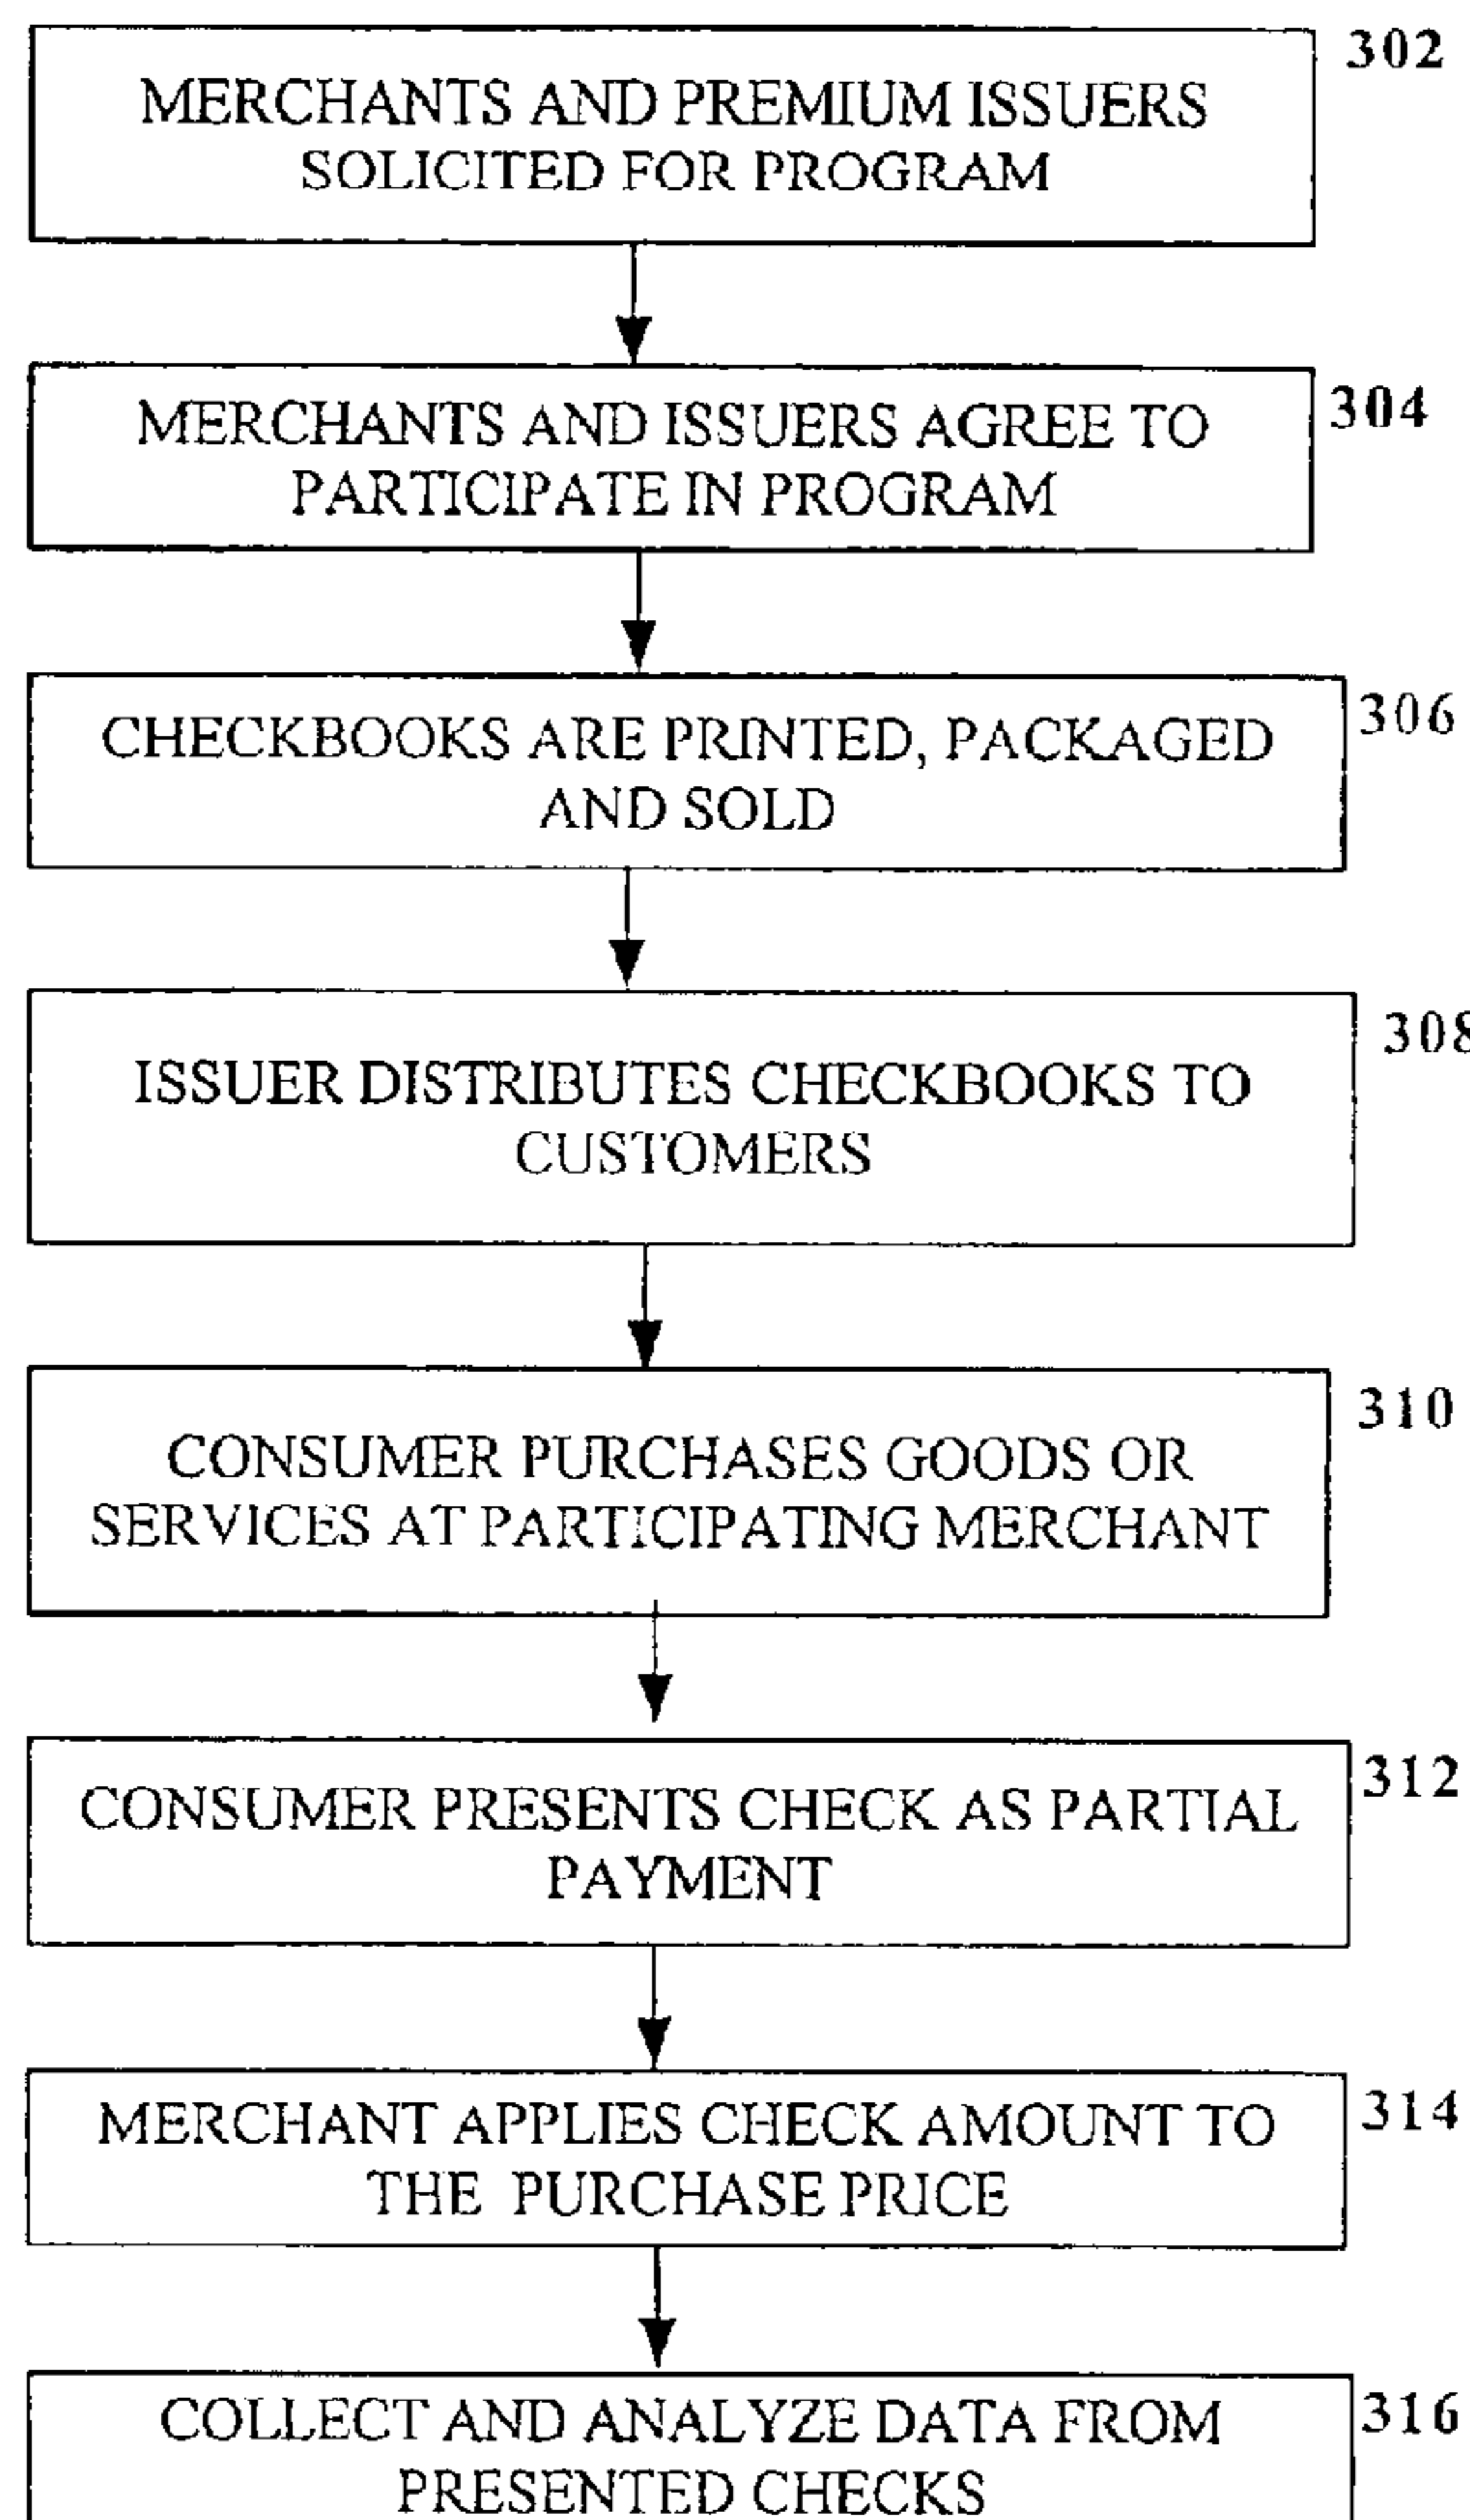 302
MERCHANTS AND PREMIUM ISSUERS
SOLICITED FOR PROGRAM
304
MERCHANTS AND ISSUERS AGREE TO
PARTICIPATE IN PROGRAM
306
CHECKBOOKS ARE PRINTED, PACKAGED
AND SOLD
308
ISSUER DISTRIBUTES CHECKBOOKS TO
CUSTOMERS
310
CONSUMER PURCHASES GOODS OR
SERVICES AT PARTICIPATING MERCHANT
312
CONSUMER PRESENTS CHECK AS PARTIAL
PAYMENT
314
MERCHANT APPLIES CHECK AMOUNT TO
THE PURCHASE PRICE
316
COLLECT AND ANALYZE DATA FROM
PRESENTED CHECKS